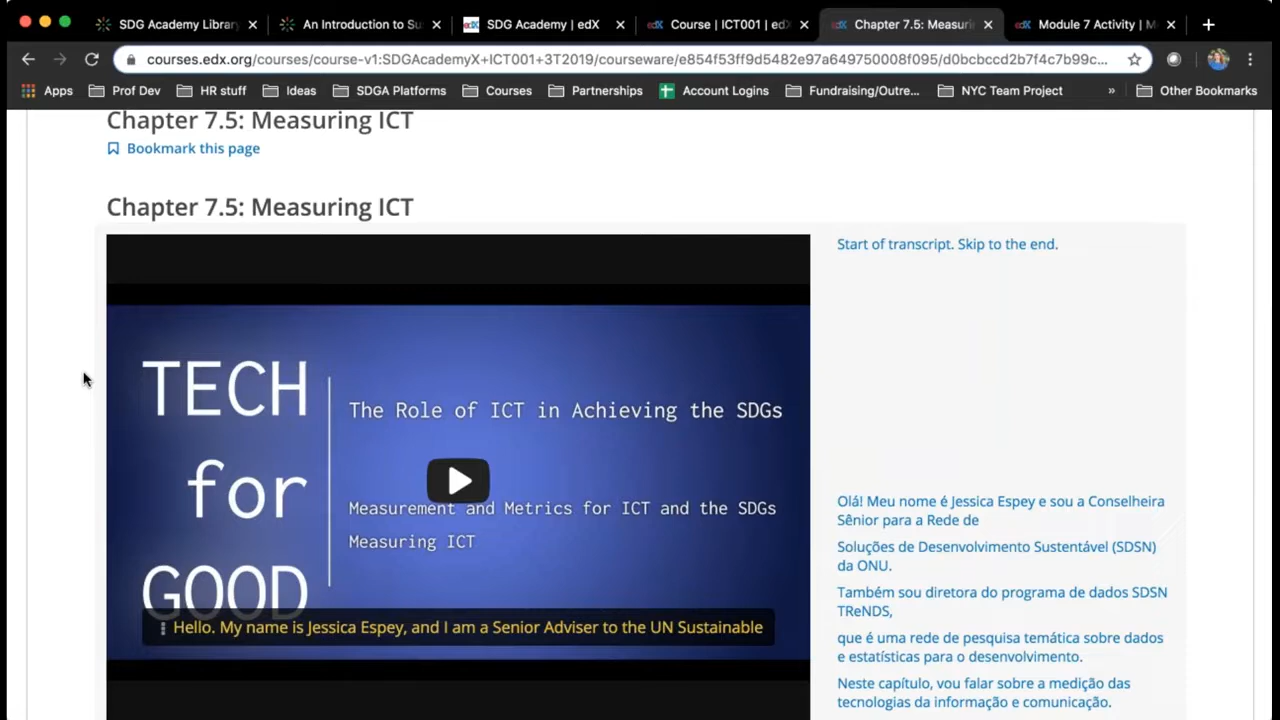 SDG Academy Librar
An Introduction to Su
SDG Academy | edX
Course | ICT001 | edX
Chapter 7.5: Measuri
Module 7 Activity | M
courses.edx.org/courses/course-v1:SDGAcademyX+ICT001+3T2019/courseware/e854f53ff9d5482e97a649750008f095/d0bcbccd2b7f4c7b99c...
Apps
Prof Dev
HR stuff
Ideas
SDGA Platforms
Courses
Partnerships
Account Logins
Fundraising/Outre...
NYC Team Project
»
Other Bookmarks
Chapter 7.5: Measuring ICT
Bookmark this page
Chapter 7.5: Measuring ICT
TECH
for
GOOD
The Role of ICT in Achieving the SDGs
Measurement and Metrics for ICT and the SDGs
Measuring ICT
Hello. My name is Jessica Espey, and I am a Senior Adviser to the UN Sustainable
Start of transcript. Skip to the end.
Olá! Meu nome é Jessica Espey e sou a Conselheira
Sênior para a Rede de
Soluções de Desenvolvimento Sustentável (SDSN)
da ONU.
Também sou diretora do programa de dados SDSN
TReNDS,
que é uma rede de pesquisa temática sobre dados
e estatísticas para o desenvolvimento.
Neste capítulo, vou falar sobre a medição das
tecnologias da informação e comunicação.